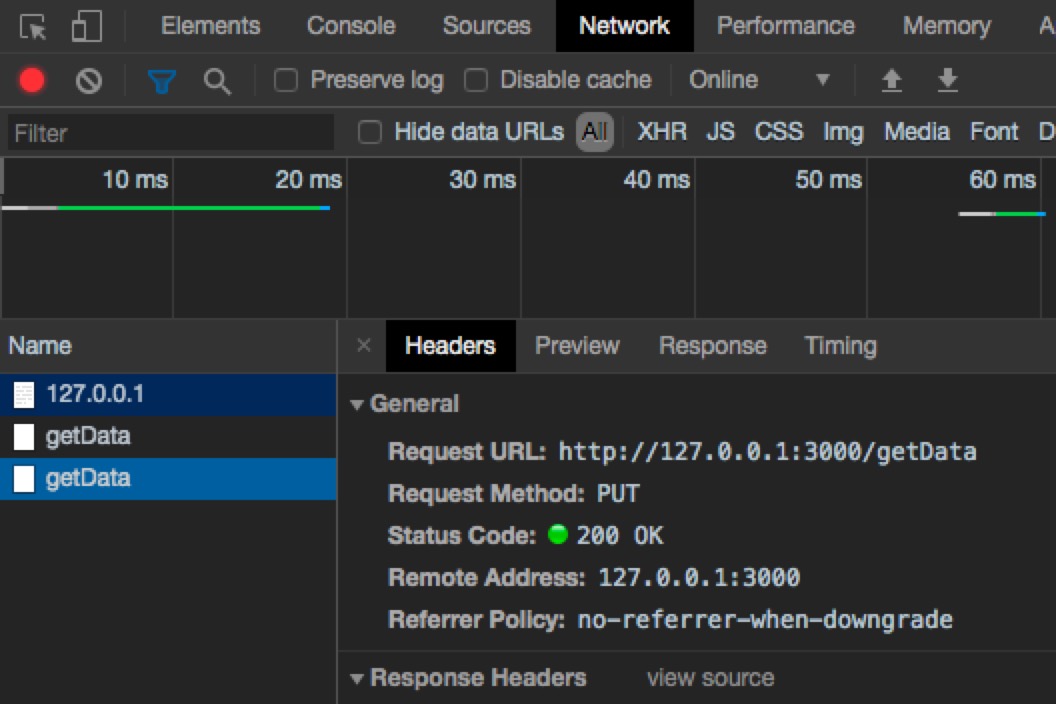 Elements Console Sources Network Performance Memory A
Preserve log Disable cache Online
Filter Hide data URLs All XHR JS CSS Img Media Font D
10 ms 20 ms 30 ms 40 ms 50 ms 60 ms
Name Headers Preview Response Timing
127.0.0.1
General
getData
Request URL: http://127.0.0.1:3000/getData
getData
Request Method: PUT
Status Code: 200 OK
Remote Address: 127.0.0.1:3000
Referrer Policy: no-referrer-when-downgrade
Response Headers view source